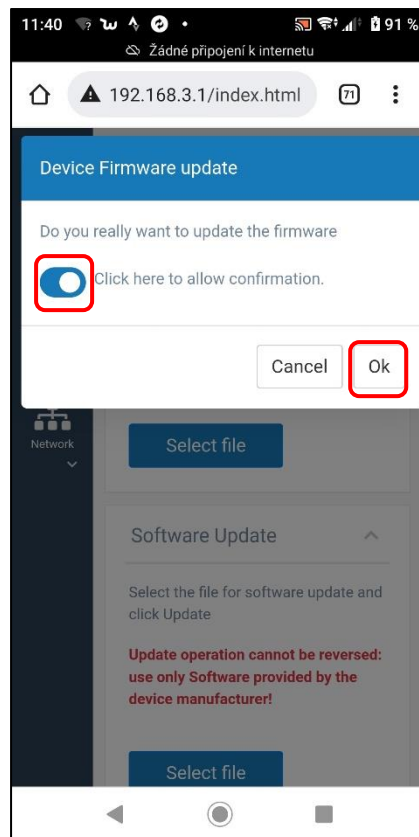 11:40
91 %
Žádné připojení k internetu
192.168.3.1/index.html
71
Device Firmware update
Do you really want to update the firmware
Click here to allow confirmation.
Cancel
Ok
Network
Select file
Software Update
Select the file for software update and
click Update
Update operation cannot be reversed:
use only Software provided by the
device manufacturer!
Select file